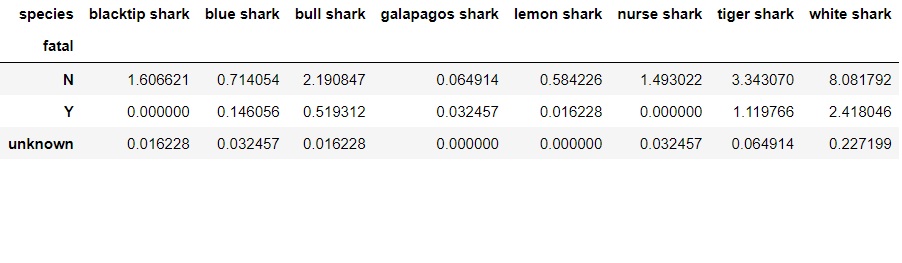 species blacktip shark blue shark bull shark galapagos shark lemon shark nurse shark tiger shark white shark
fatal
N 1.606621 0.714054 2.190847 0.064914 0.584226 1.493022 3.343070 8.081792
Y 0.000000 0.146056 0.519312 0.032457 0.016228 0.000000 1.119766 2.418046
unknown 0.016228 0.032457 0.016228 0.000000 0.000000 0.032457 0.064914 0.227199